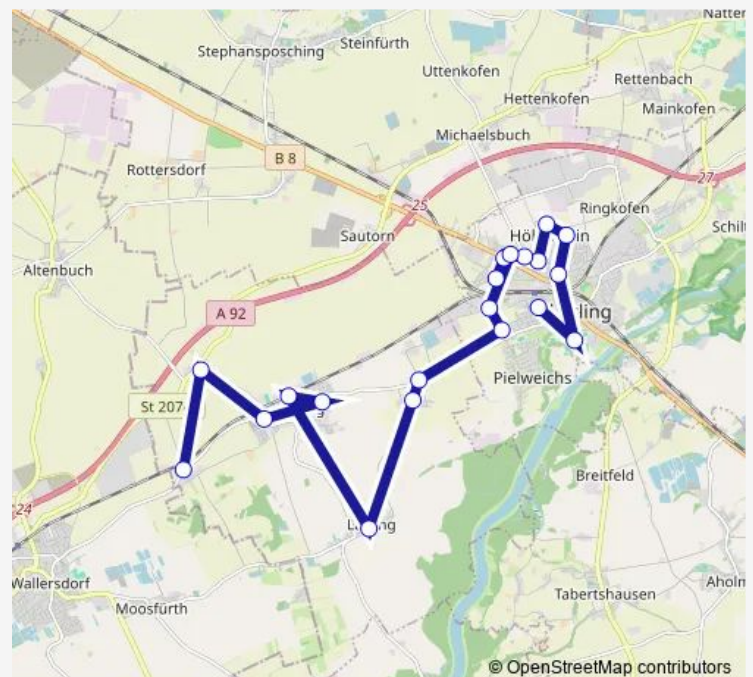 Natter
Stephansposching
Steinfürth
Uttenkofen
Rettenbach
Hettenkofen
Mainkofen
Michaelsbuch
B 8
Rottersdorf
27
25
Ringkofen
Sautorn
Schilt
Altenbuch
A 92
Pielweichs
St 207
Breitfeld
24
Wallersdorf
Moosfürth
Tabertshausen
Aholm
© OpenStreetMap contributors